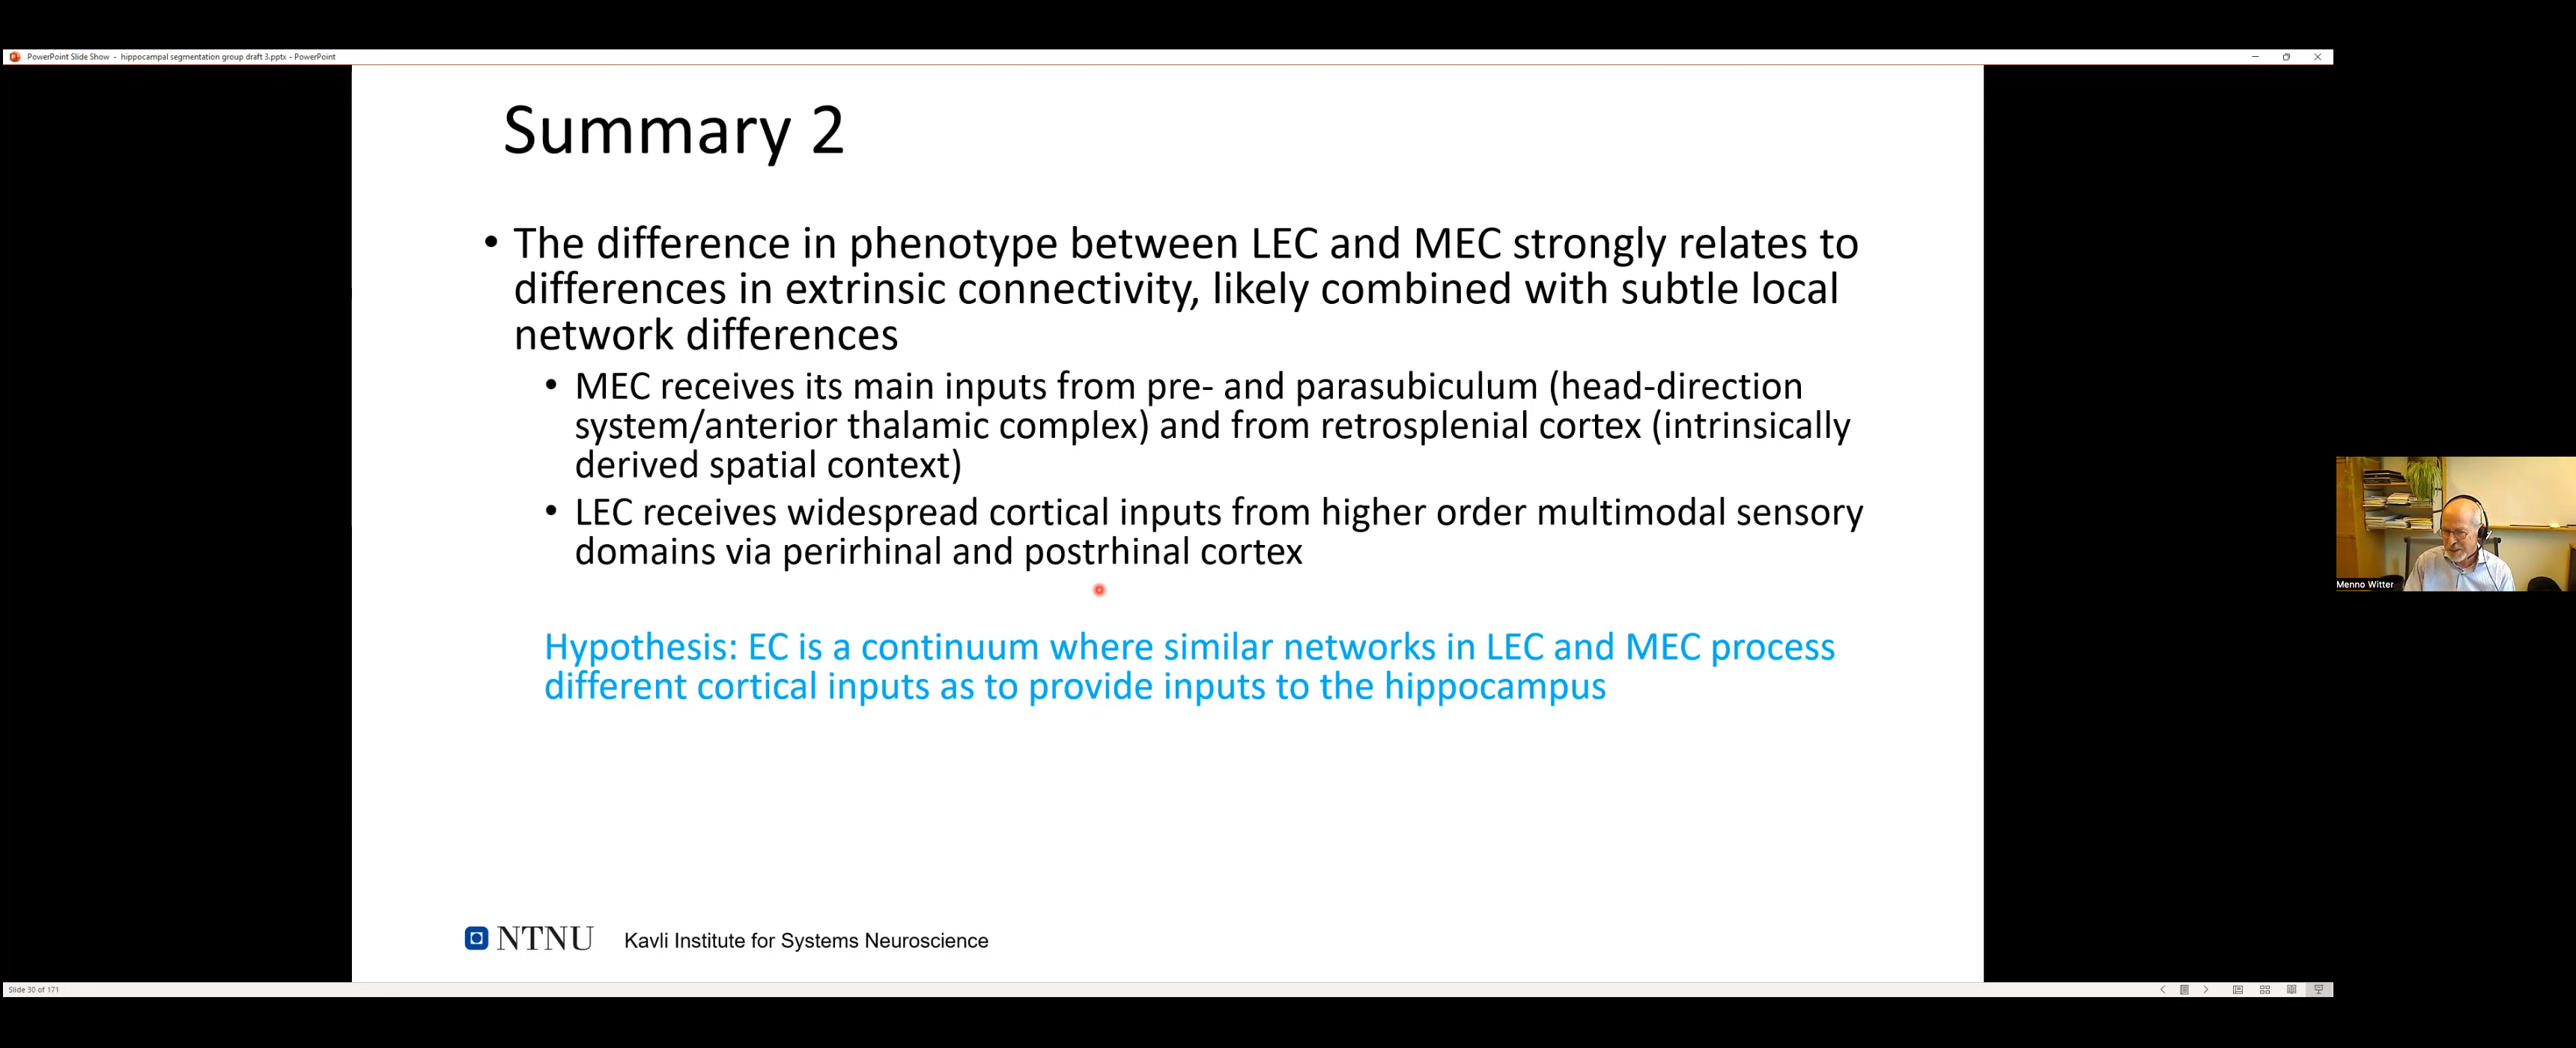 PowerPoint Slide Show - hippocampal segmentation group draft 3.pptx - PowerPoint
Summary 2
• The difference in phenotype between LEC and MEC strongly relates to
differences in extrinsic connectivity, likely combined with subtle local
network differences
• MEC receives its main inputs from pre- and parasubiculum (head-direction
system/anterior thalamic complex) and from retrosplenial cortex (intrinsically
derived spatial context)
• LEC receives widespread cortical inputs from higher order multimodal sensory
domains via perirhinal and postrhinal cortex
Hypothesis: EC is a continuum where similar networks in LEC and MEC process
different cortical inputs as to provide inputs to the hippocampus
Menno Witter
NTNU Kavli Institute for Systems Neuroscience
Slide 30 of 171